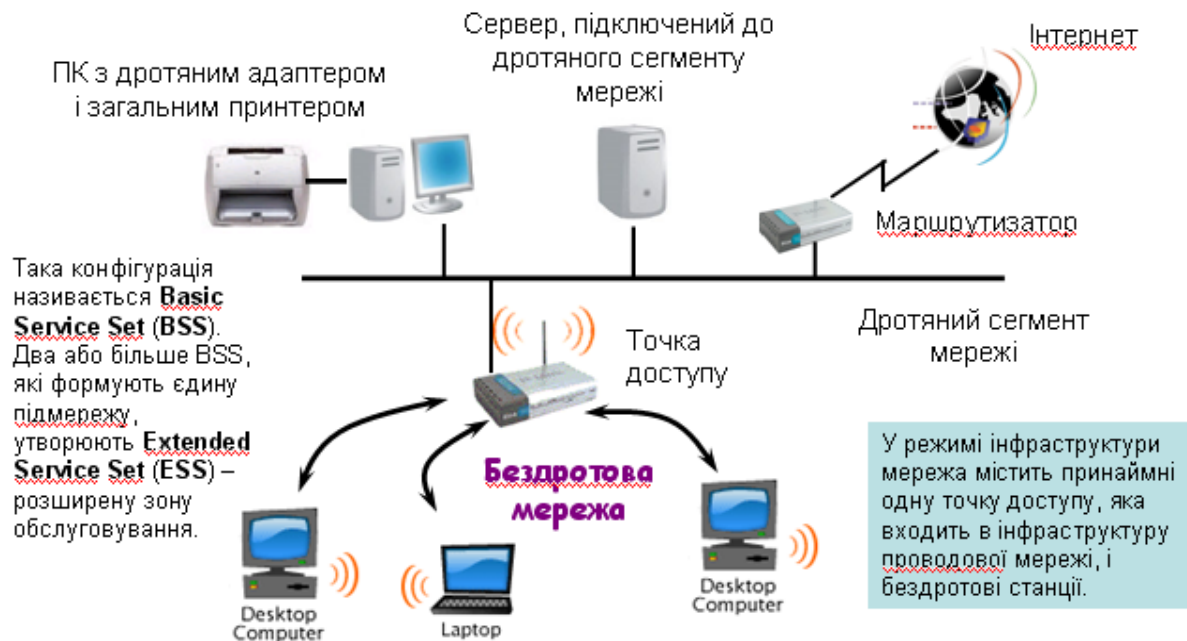 ПК з дротяним адаптером
і загальним принтером
Сервер, підключений до
дротяного сегменту
мережі
Інтернет
Маршрутизатор
Така конфігурація
називається Basic
Service Set (BSS).
Два або більше BSS,
які формують єдину
підмережу,
утворюють Extended
Service Set (ESS) –
розширену зону
обслуговування.
Точка
доступу
Дротяний сегмент
мережі
Бездротова
мережа
У режимі інфраструктури
мережа містить принаймні
одну точку доступу, яка
входить в інфраструктуру
проводової мережі, і
бездротові станції.
Desktop
Computer
Laptop
Desktop
Computer